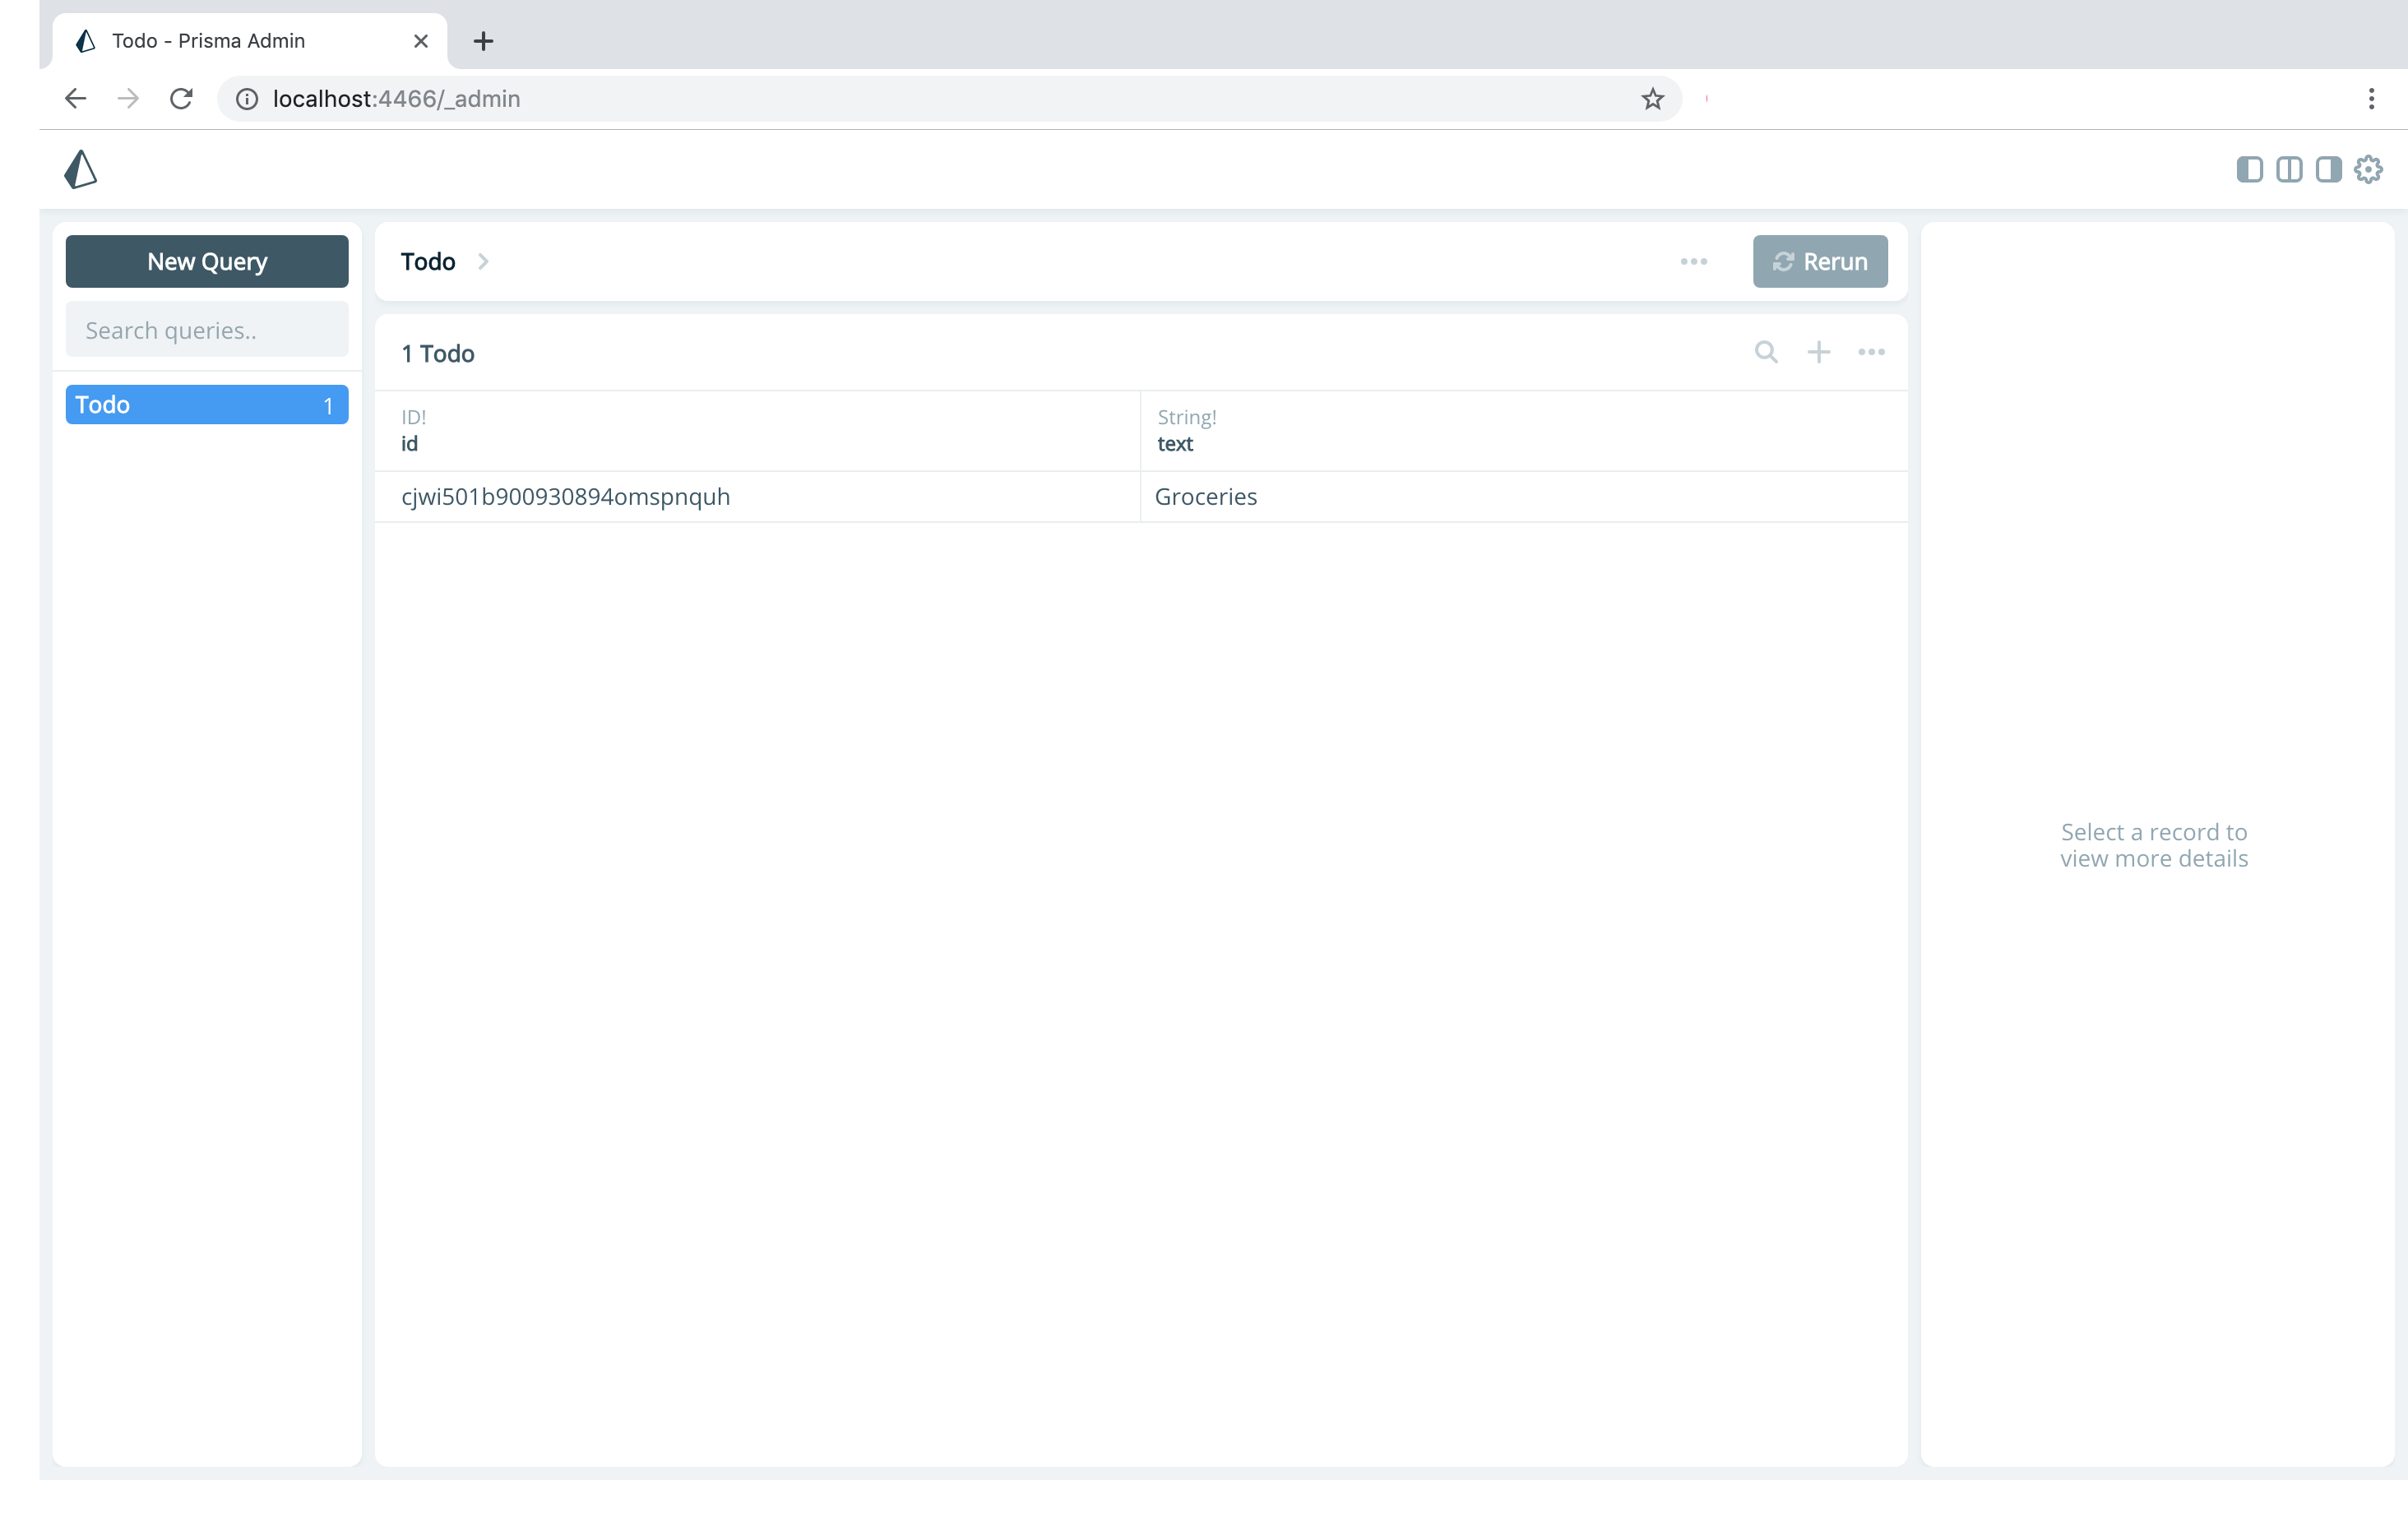 Todo - Prisma Admin
localhost:4466/_admin
New Query
Search queries..
Todo 1
Todo
Rerun
1 Todo
ID! String!
id text
cjwi501b900930894omspnquh Groceries
Select a record to
view more details